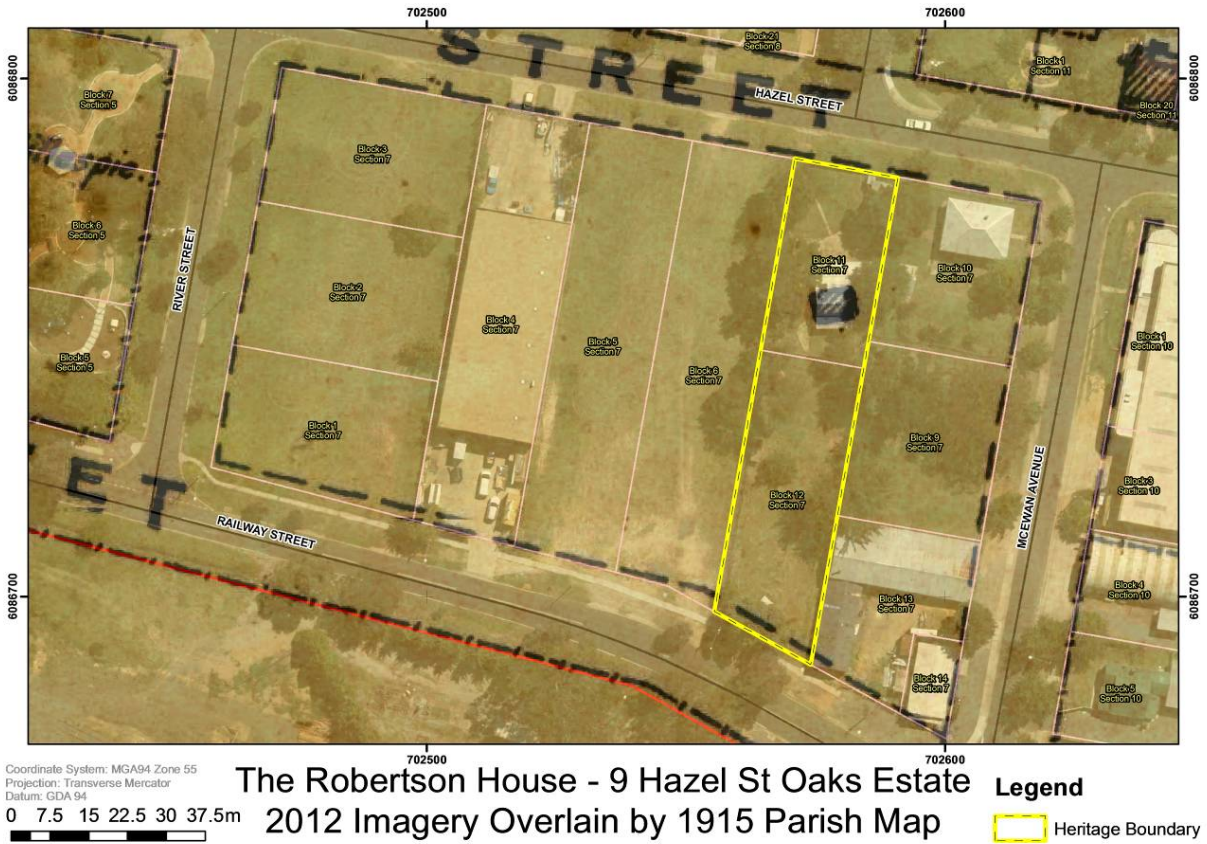 702500
702600
STREET
Block 21
Section 8
Block 1
Section 11
6086800
6086800
Block 7
Section 5
HAZEL STREET
Block 20
Section 11
Block 3
Section 7
Block 6
Section 5
RIVER STREET
Block 11
Section 7
Block 10
Section 7
Block 2
Section 7
Block 4
Section 7
Block 5
Section 7
Block 1
Section 10
Block 5
Section 5
Block 6
Section 7
Block 1
Section 7
Block 9
Section 7
Block 3
Section 10
Block 12
Section 7
MCEWAN AVENUE
ET
RAILWAY STREET
6086700
6086700
Block 4
Section 10
Block 13
Section 7
Block 14
Section 7
Block 5
Section 10
702500
702600
Coordinate System: MGA94 Zone 55
Projection: Transverse Mercator
Datum: GDA 94
0 7.5 15 22.5 30 37.5m
The Robertson House - 9 Hazel St Oaks Estate
2012 Imagery Overlain by 1915 Parish Map
Legend
Heritage Boundary